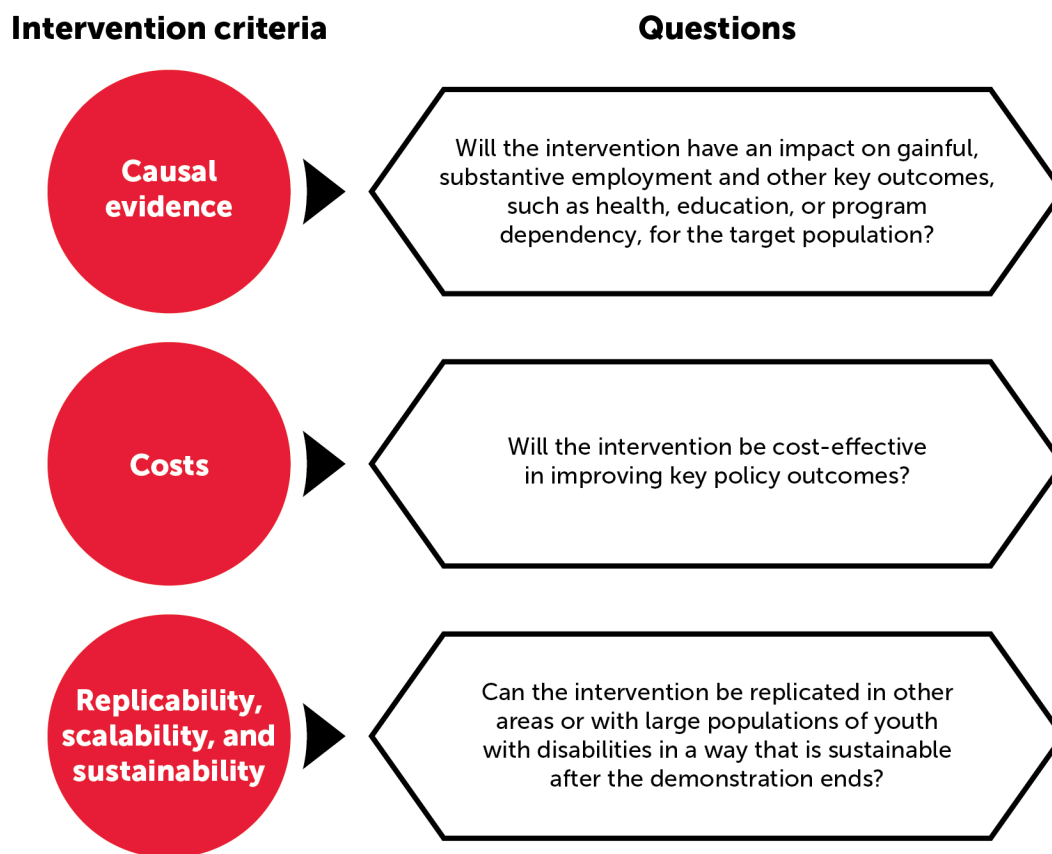 Intervention criteria
Questions
Causal
evidence
Will the intervention have an impact on gainful,
substantive employment and other key outcomes,
such as health, education, or program
dependency, for the target population?
Costs
Will the intervention be cost-effective
in improving key policy outcomes?
Replicability,
scalability, and
sustainability
Can the intervention be replicated in other
areas or with large populations of youth
with disabilities in a way that is sustainable
after the demonstration ends?